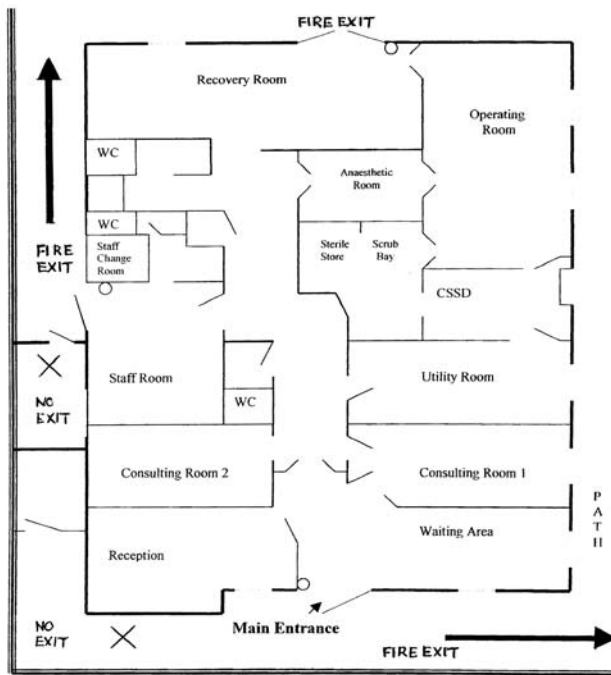 FIRE EXIT
Recovery Room
Operating
Room
WC
Anaesthetic
Room
WC
FIRE
EXIT
Staff
Change
Room
Sterile
Store
Scrub
Bay
CSSD
Staff Room
Utility Room
NO
EXIT
WC
Consulting Room 2
Consulting Room 1
P
A
T
H
Reception
Waiting Area
NO
EXIT
Main Entrance
FIRE EXIT